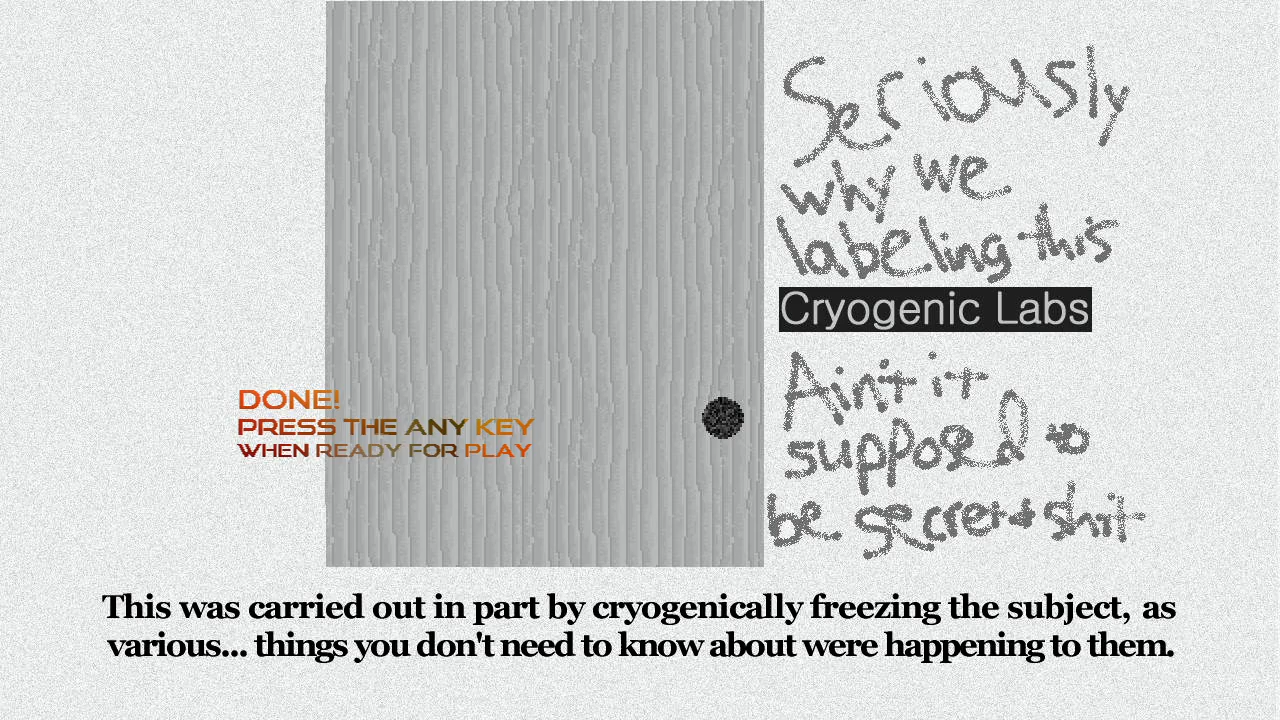 Seriously
why we
labeling this
Cryogenic Labs
Ain't it
supposed to
be secret & shit
DONE!
PRESS THE ANY KEY
WHEN READY FOR PLAY
This was carried out in part by cryogenically freezing the subject, as
various... things you don't need to know about were happening to them.